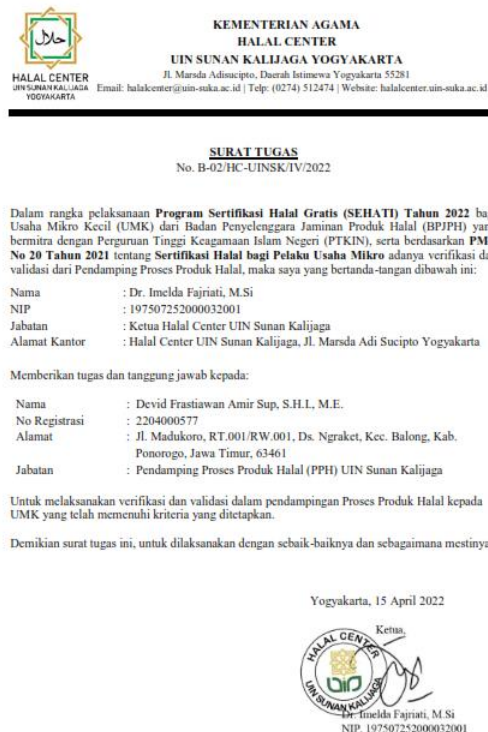 KEMENTERIAN AGAMA
HALAL CENTER
UIN SUNAN KALIJAGA YOGYAKARTA
Jl. Marsda Adisucipto, Daerah Istimewa Yogyakarta 55281
Email: halalcenter@uin-suka.ac.id | Telp: (0274) 512474 | Website: halalcenter.uin-suka.ac.id
حلال
HALAL CENTER
UIN SUNAN KALIJAGA
YOGYAKARTA
SURAT TUGAS
No. B-02/HC-UINSK/IV/2022
Dalam rangka pelaksanaan Program Sertifikasi Halal Gratis (SEHATI) Tahun 2022 bag
Usaha Mikro Kecil (UMK) dari Badan Penyelenggara Jaminan Produk Halal (BPJPH) yan
bermitra dengan Perguruan Tinggi Keagamaan Islam Negeri (PTKIN), serta berdasarkan PM
No 20 Tahun 2021 tentang Sertifikasi Halal bagi Pelaku Usaha Mikro adanya verifikasi da
validasi dari Pendamping Proses Produk Halal, maka saya yang bertanda-tangan dibawah ini:
Nama : Dr. Imelda Fajriati, M.Si
NIP : 197507252000032001
Jabatan : Ketua Halal Center UIN Sunan Kalijaga
Alamat Kantor : Halal Center UIN Sunan Kalijaga, Jl. Marsda Adi Sucipto Yogyakarta
Memberikan tugas dan tanggung jawab kepada:
Nama : Devid Frastiawan Amir Sup, S.H.I., M.E.
No Registrasi : 2204000577
Alamat : Jl. Madukoro, RT.001/RW.001, Ds. Ngraket, Kec. Balong, Kab.
Ponorogo, Jawa Timur, 63461
Jabatan : Pendamping Proses Produk Halal (PPH) UIN Sunan Kalijaga
Untuk melaksanakan verifikasi dan validasi dalam pendampingan Proses Produk Halal kepada
UMK yang telah memenuhi kriteria yang ditetapkan.
Demikian surat tugas ini, untuk dilaksanakan dengan sebaik-baiknya dan sebagaimana mestinya
Yogyakarta, 15 April 2022
Ketua,
HALAL CENTER
UIN SUNAN KALIJAGA
Dr. Imelda Fajriati, M.Si
NIP. 197507252000032001